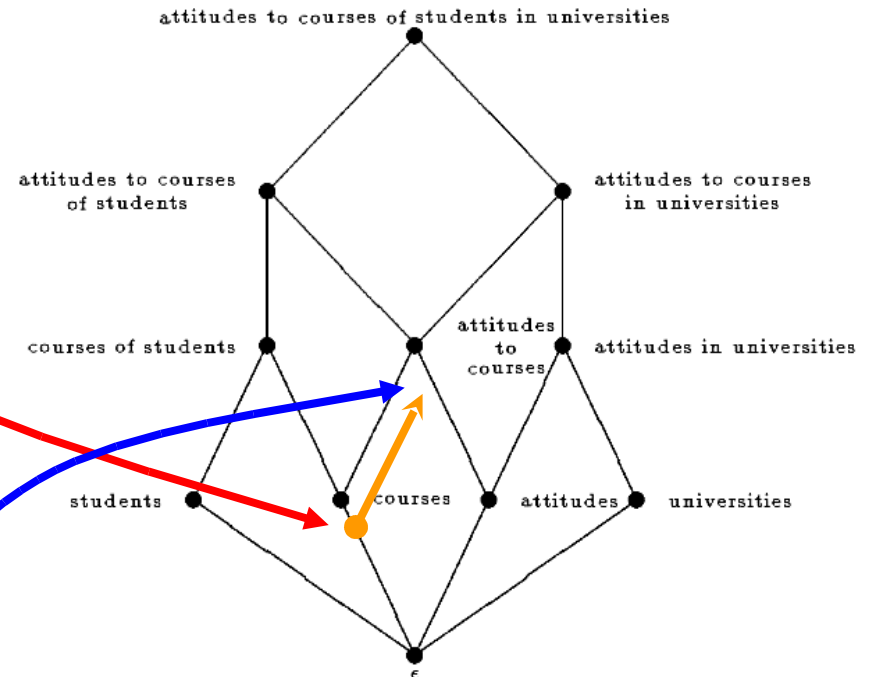 attitudes to courses of students in universities
attitudes to courses
of students
attitudes to courses
in universities
courses of students
attitudes
to
courses
attitudes in universities
students
courses
attitudes
universities
ϵ